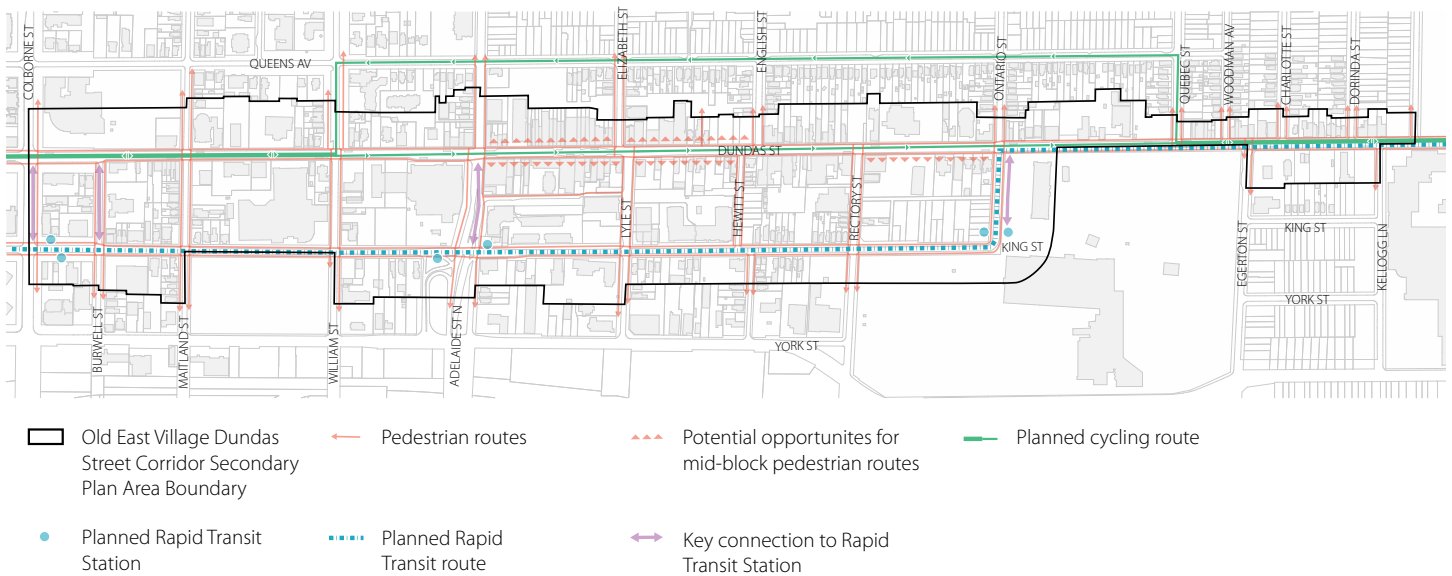 COLBORNE ST
QUEENS AV
ELIZABETH ST
ENGLISH ST
ONTARIO ST
QUEBEC ST
WOODMAN AV
CHARLOTTE ST
DORINDA ST
DUNDAS ST
LYLE ST
HEWITT ST
RECTORY ST
KING ST
EGERTON ST
KING ST
KELLOGG LN
YORK ST
BURWELL ST
MAITLAND ST
WILLIAM ST
ADELAIDE ST N
YORK ST
Old East Village Dundas
Street Corridor Secondary
Plan Area Boundary
Pedestrian routes
Potential opportunites for
mid-block pedestrian routes
Planned cycling route
Planned Rapid Transit
Station
Planned Rapid
Transit route
Key connection to Rapid
Transit Station